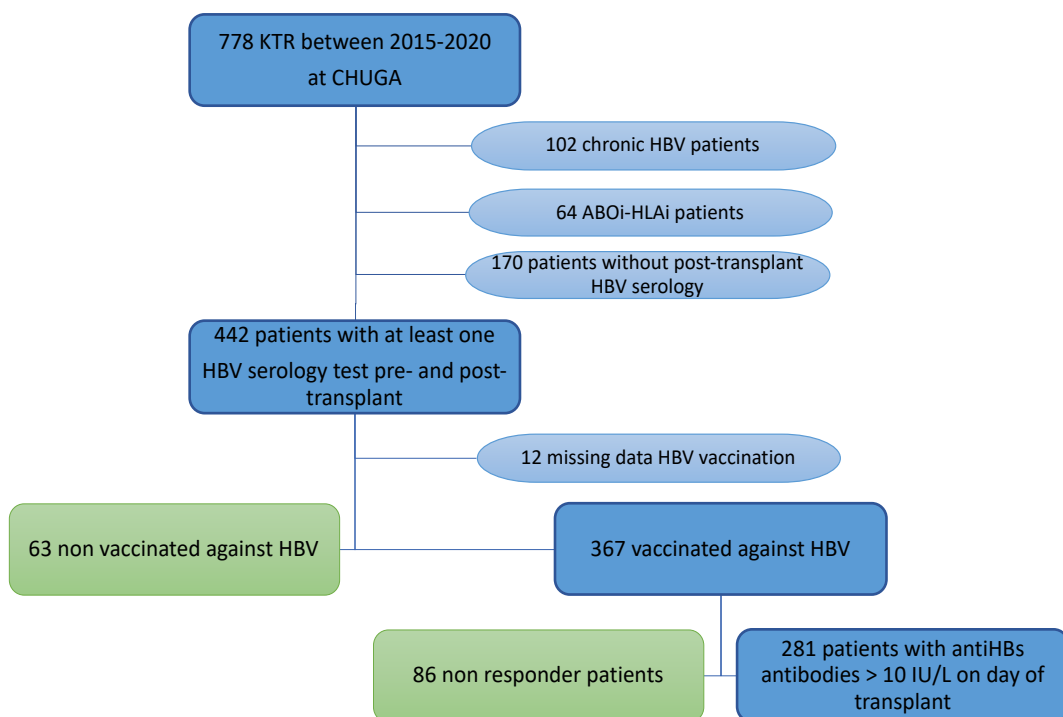 778 KTR between 2015-2020
at CHUGA
102 chronic HBV patients
64 ABOi-HLAi patients
170 patients without post-transplant
HBV serology
442 patients with at least one
HBV serology test pre- and post-
transplant
12 missing data HBV vaccination
63 non vaccinated against HBV
367 vaccinated against HBV
86 non responder patients
281 patients with antiHBs
antibodies > 10 IU/L on day of
transplant